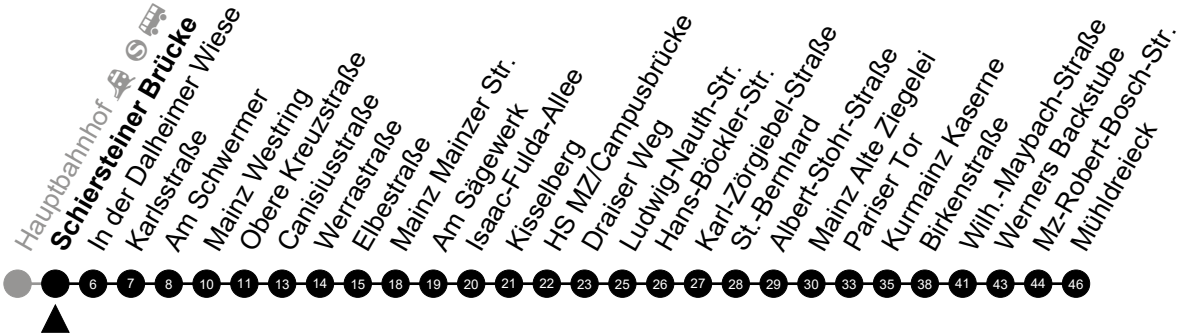 Hauptbahnhof S
Schiersteiner Brücke
In der Dalheimer Wiese
Karlsstraße
Am Schwermer
Mainz Westring
Obere Kreuzstraße
Canisiusstraße
Werrastraße
Elbestraße
Mainz Mainzer Str.
Am Sägewerk
Isaac-Fulda-Allee
Kisselberg
HS MZ/Campusbrücke
Draiser Weg
Ludwig-Nauth-Str.
Hans-Böckler-Str.
Karl-Zörgiebel-Straße
St.-Bernhard
Albert-Stohr-Straße
Mainz Alte Ziegelei
Pariser Tor
Kurmainz Kaserne
Birkenstraße
Wilh.-Maybach-Straße
Werners Backstube
Mz-Robert-Bosch-Str.
Mühldreieck
6 7 8 10 11 13 14 15 18 19 20 21 22 23 25 26 27 28 29 30 33 35 38 41 43 44 46